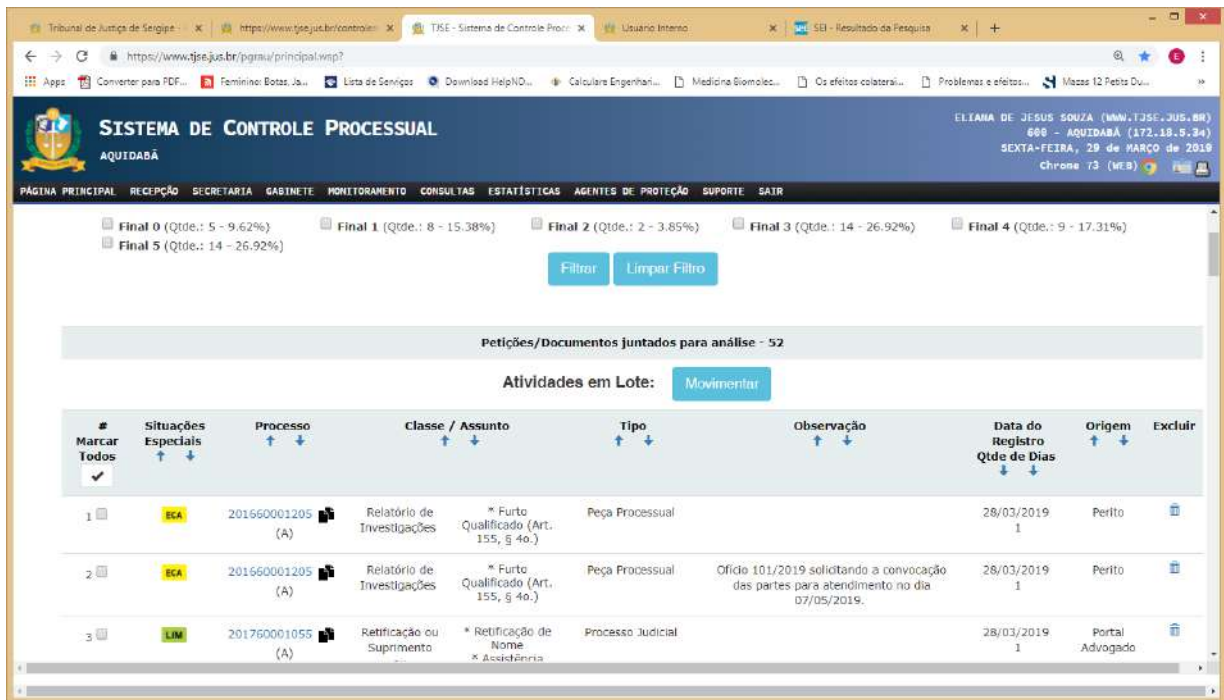 Tribunal de Justiça de Sergipe - https://www.tjse.jus.br/controles TJSE - Sistema de Controle Proce Usuario Interno SEI - Resultado da Pesquisa
https://www.tjse.jus.br/pgrau/principal.wsp?
Apps Converter para PDF... Feminino: Botas, Ja... Lista de Serviços Download HelpND... Calculare Engenhari... Medicina Biomolec... Os efeitos colaterai... Problemas e efeitos... Mazas 12 Petits Du... »
SISTEMA DE CONTROLE PROCESSUAL
AQUIDABÃ
ELIANA DE JESUS SOUZA (WWW.TJSE.JUS.BR)
600 - AQUIDABÃ (172.18.5.34)
SEXTA-FEIRA, 29 de MARÇO de 2019
Chrome 73 (WEB)
PÁGINA PRINCIPAL RECEPÇÃO SECRETARIA GABINETE MONITORAMENTO CONSULTAS ESTATÍSTICAS AGENTES DE PROTEÇÃO SUPORTE SAIR
Final 0 (Qtde.: 5 - 9.62%) Final 1 (Qtde.: 8 - 15.38%) Final 2 (Qtde.: 2 - 3.85%) Final 3 (Qtde.: 14 - 26.92%) Final 4 (Qtde.: 9 - 17.31%)
Final 5 (Qtde.: 14 - 26.92%)
Filtrar Limpar Filtro
Petições/Documentos juntados para análise - 52
Atividades em Lote: Movimentar
# Situações Processo Classe / Assunto Tipo Observação Data do Origem Excluir
Marcar Especiais Registro
Todos Qtde de Dias
1 ECA 201660001205 Relatório de * Furto Peça Processual 28/03/2019 Perito
(A) Investigações Qualificado (Art. 1
155, § 4o.)
2 ECA 201660001205 Relatório de * Furto Peça Processual Ofício 101/2019 solicitando a convocação 28/03/2019 Perito
(A) Investigações Qualificado (Art. das partes para atendimento no dia 1
155, § 4o.) 07/05/2019.
3 LIM 201760001055 Retificação ou * Retificação de Processo Judicial 28/03/2019 Portal
(A) Suprimento Nome 1 Advogado
* Assistência